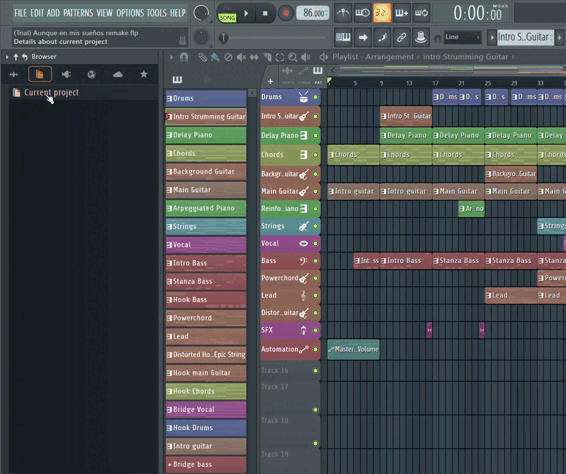 FILE EDIT ADD PATTERNS VIEW OPTIONS TOOLS HELP
SONG
86.000
32:
0:00:00
(Trial) Aunque en mis sueños remake flp
Details about current project
Line
Intro S..Guitar
Browser
Playlist - Arrangement › Intro Strumming Guitar
Current project
5 9 13 17 21 25 29 33
Drums
Intro Strumming Guitar
Delay Piano
Chords
Background Guitar
Main Guitar
Arpeggiated Piano
Strings
Vocal
Intro Bass
Stanza Bass
Hook Bass
Powerchord
Lead
Distorted Ho..Epic String
Hook main Guitar
Hook Chords
Bridge Vocal
Hook Drums
Intro guitar
Bridge bass
Drums
Intro S..uitar
Delay Piano
Chords
Backgr..uitar
Main Guitar
Reinfo..iano
Strings
Vocal
Bass
Powerchord
Lead
Distor..uitar
SFX
Automation
Track 16
Track 17
Track 18
Track 19
D..ms D..s D..s D..ms D..ms
Intro St..Guitar
Delay Piano Delay Piano Delay Piano Delay
Chords Chords Chords Chords Chords
Backgro..Guitar
Intro guitar Intro guitar Main Guitar Main Guitar Main G
Ar..no
Strings
Int..ss Intro Bass Stanza Bass Stanza Bass Stanza
Power
Lead Lead
Master..Volume